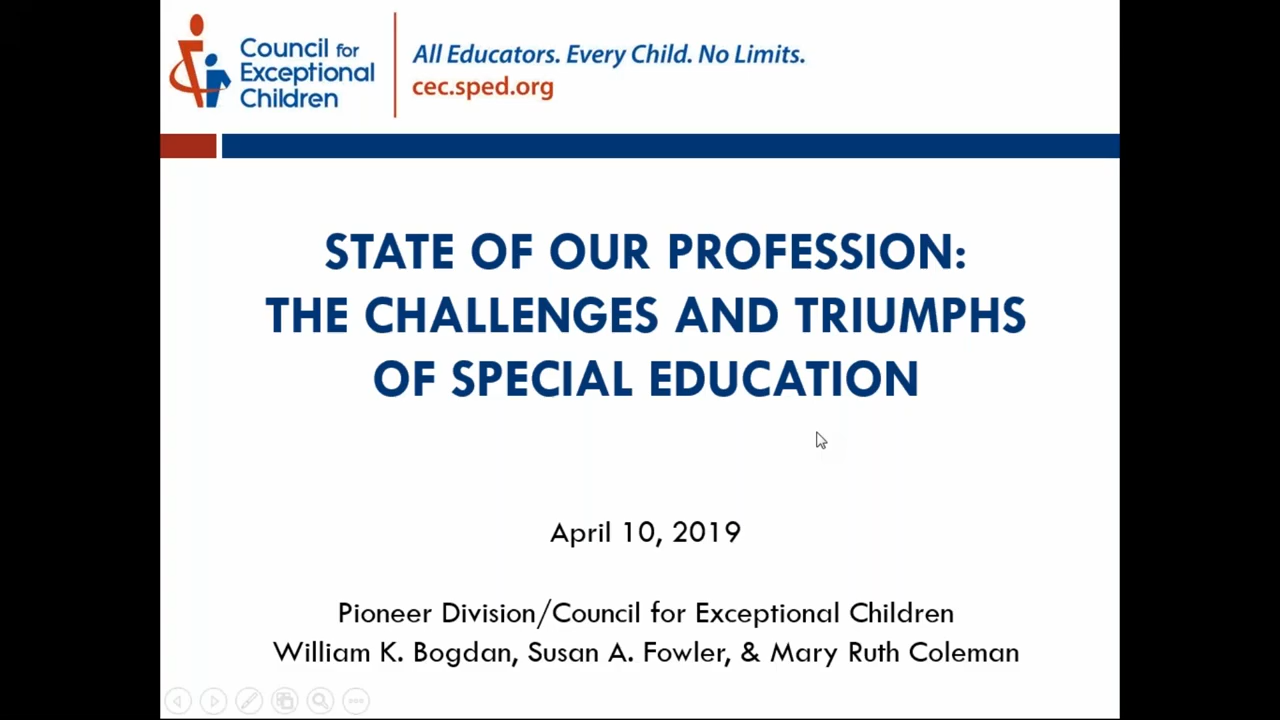 Council for
Exceptional
Children
All Educators. Every Child. No Limits.
cec.sped.org
STATE OF OUR PROFESSION:
THE CHALLENGES AND TRIUMPHS
OF SPECIAL EDUCATION
April 10, 2019
Pioneer Division/Council for Exceptional Children
William K. Bogdan, Susan A. Fowler, & Mary Ruth Coleman